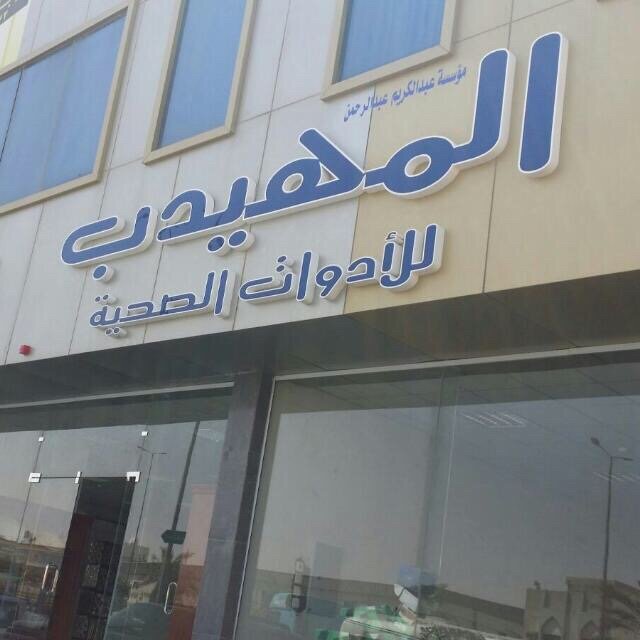 مؤسسة عبدالكريم عبدالرحمن
المهيدب
للأدوات الصحية